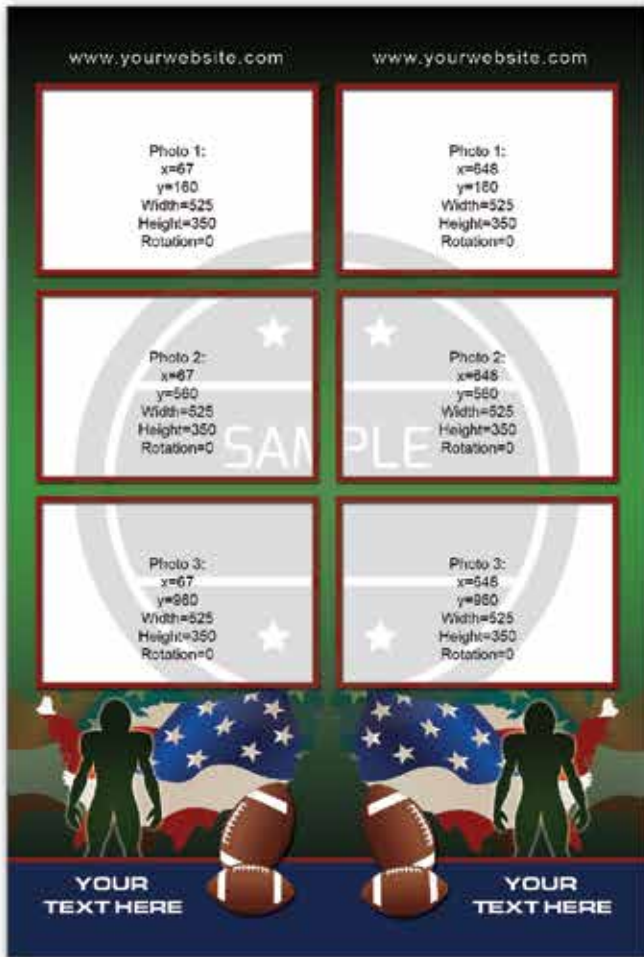 www.yourwebsite.com
www.yourwebsite.com
Photo 1:
x=67
y=160
Width=525
Height=350
Rotation=0
Photo 1:
x=648
y=160
Width=525
Height=350
Rotation=0
Photo 2:
x=67
y=560
Width=525
Height=350
Rotation=0
Photo 2:
x=648
y=560
Width=525
Height=350
Rotation=0
SAMPLE
Photo 3:
x=67
y=960
Width=525
Height=350
Rotation=0
Photo 3:
x=648
y=960
Width=525
Height=350
Rotation=0
YOUR
TEXT HERE
YOUR
TEXT HERE